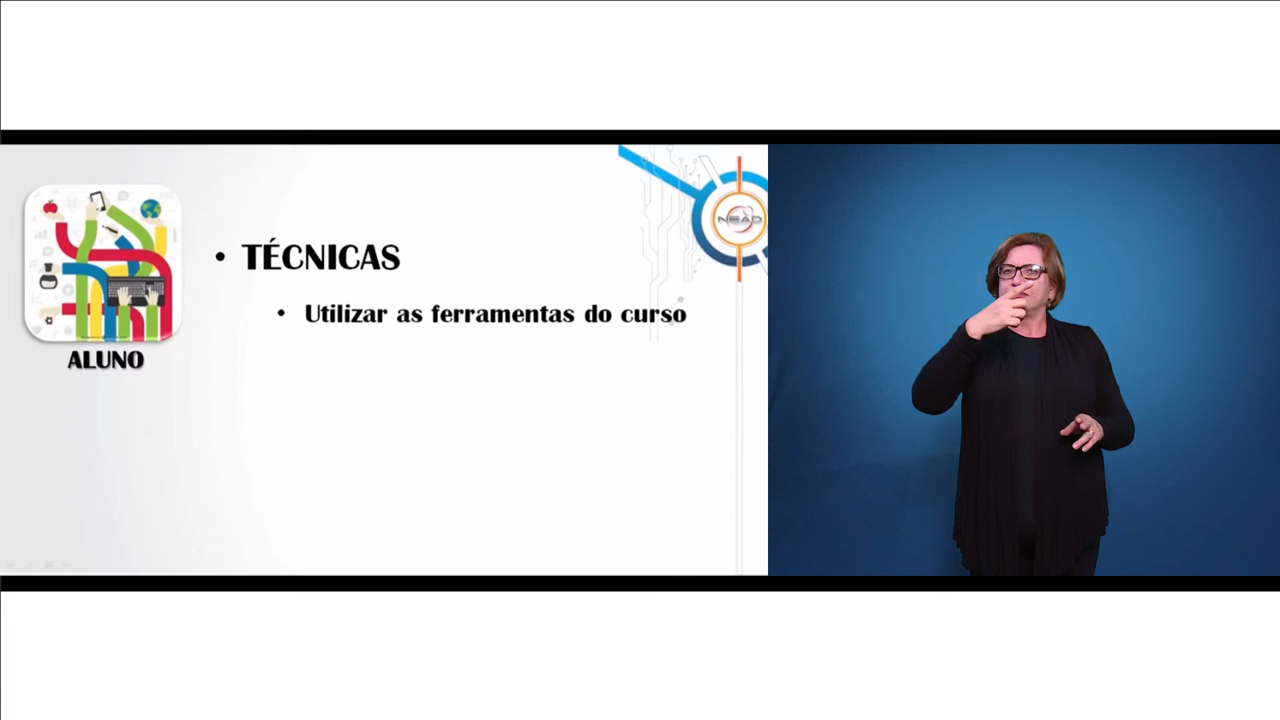 NEAD
• TÉCNICAS
• Utilizar as ferramentas do curso
ALUNO